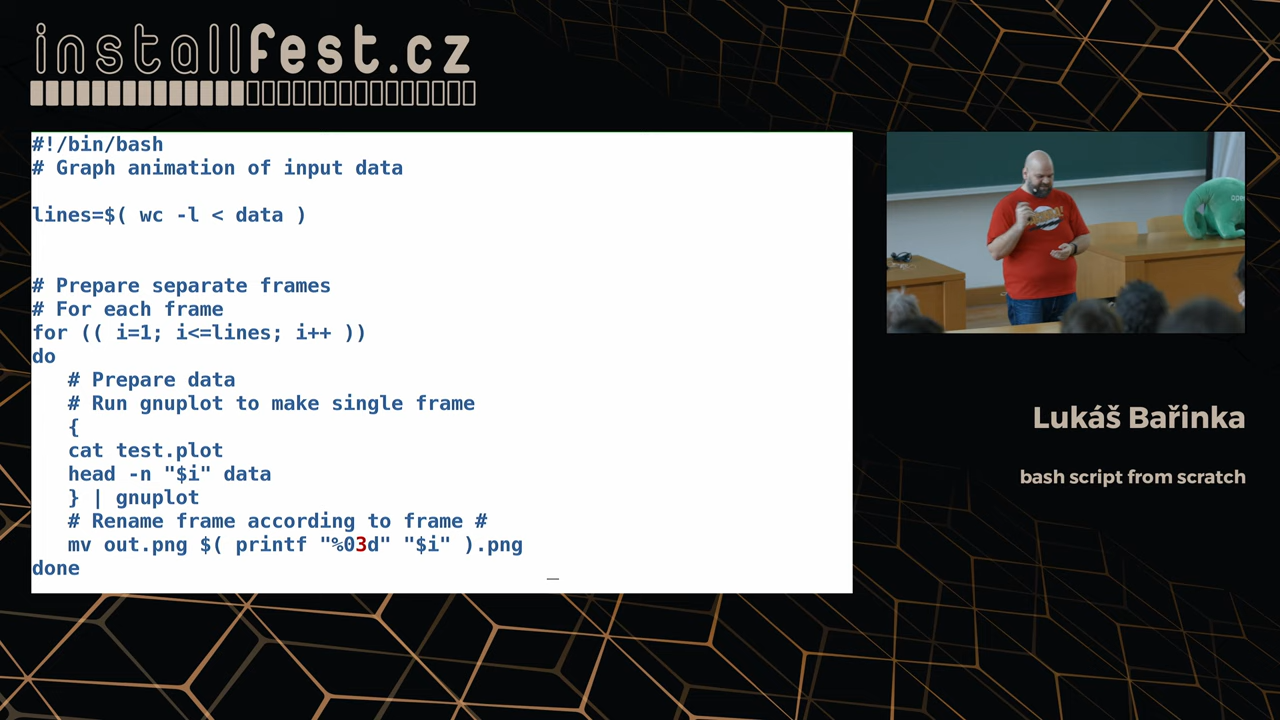 installfest.cz
#!/bin/bash
# Graph animation of input data
lines=$( wc -l < data )
# Prepare separate frames
# For each frame
for (( i=1; i<=lines; i++ ))
do
# Prepare data
# Run gnuplot to make single frame
{
cat test.plot
head -n "$i" data
} | gnuplot
# Rename frame according to frame #
mv out.png $( printf "%03d" "$i" ).png
done
_
Lukáš Bařinka
bash script from scratch